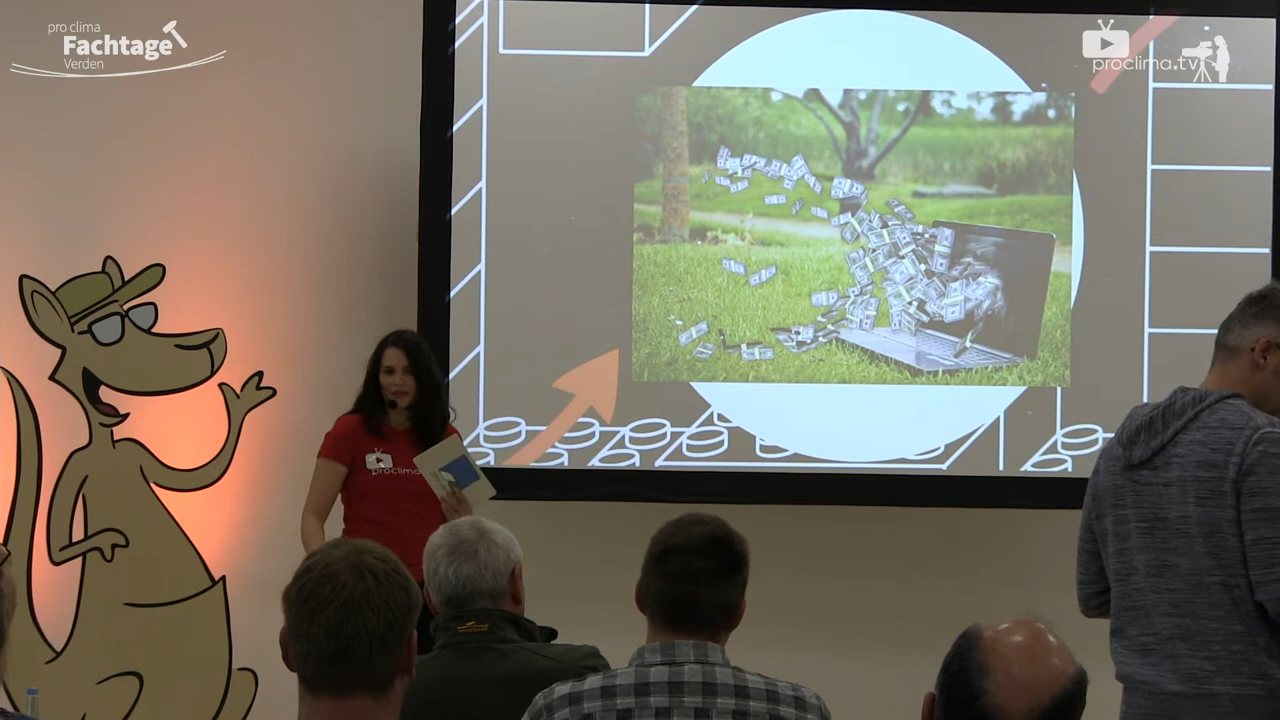 pro clima
Fachtage
Verden
proclima.tv
proclima